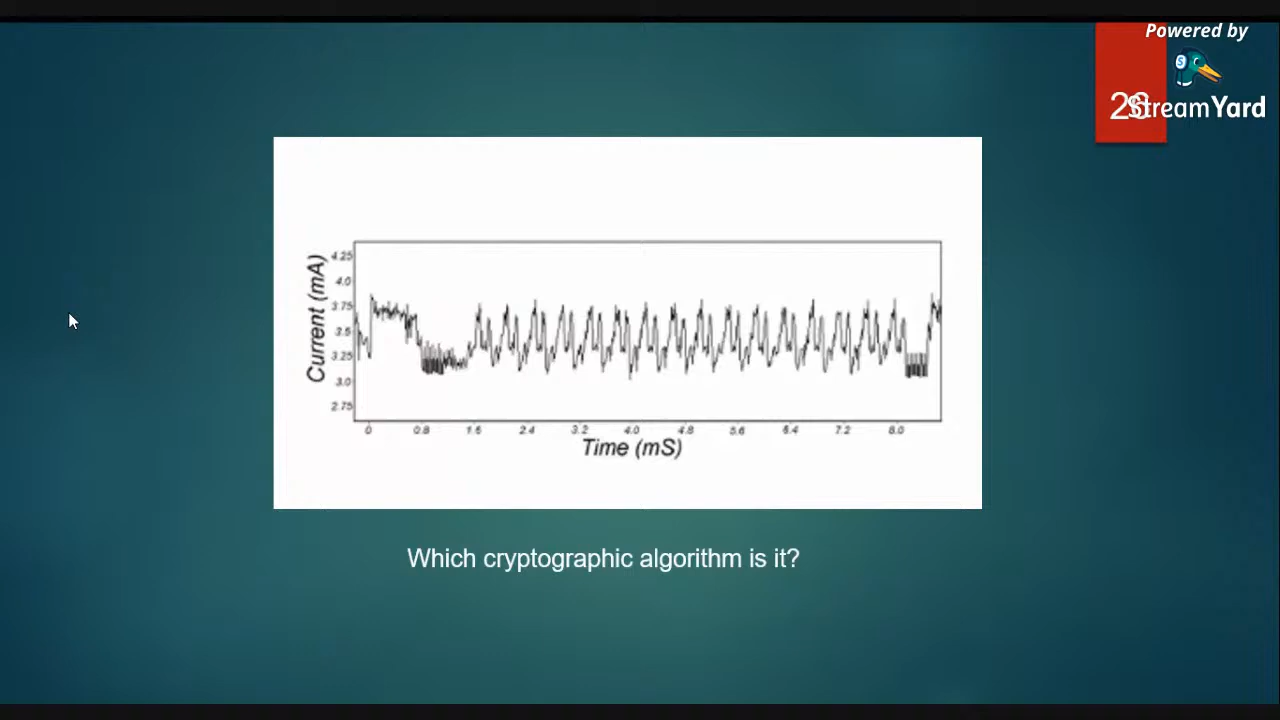 Powered by
26
StreamYard
Current (mA)
4.25
4.0
3.75
3.5
3.25
3.0
2.75
0 0.8 1.6 2.4 3.2 4.0 4.8 5.6 6.4 7.2 8.0
Time (mS)
Which cryptographic algorithm is it?